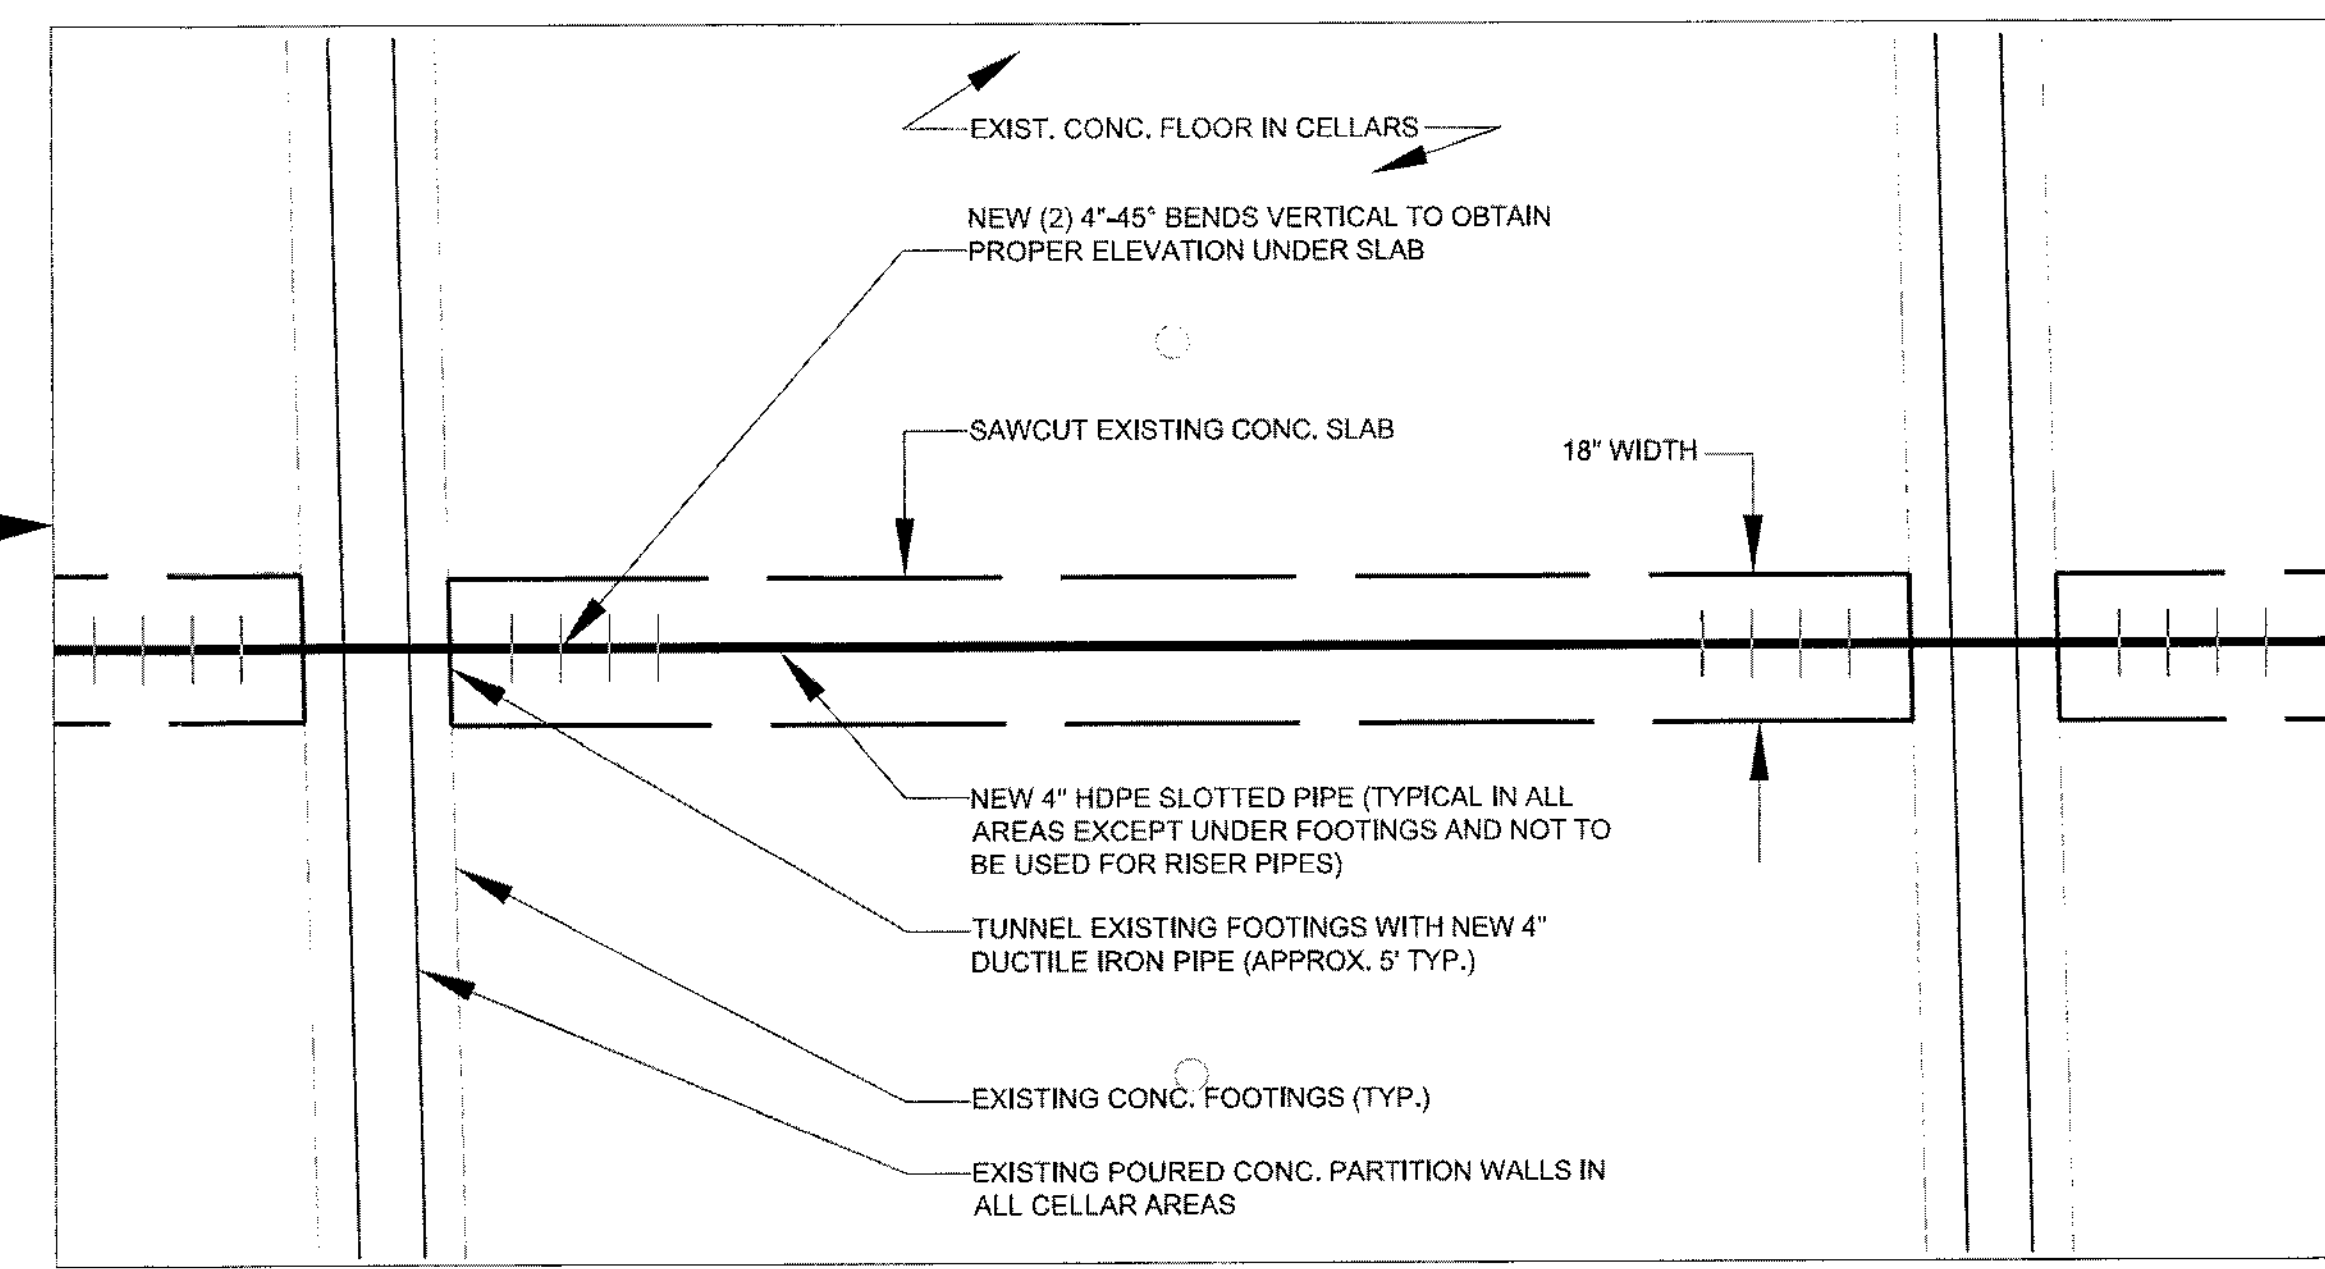 EXIST. CONC. FLOOR IN CELLARS
NEW (2) 4"-45° BENDS VERTICAL TO OBTAIN
PROPER ELEVATION UNDER SLAB
SAWCUT EXISTING CONC. SLAB
18" WIDTH
NEW 4" HDPE SLOTTED PIPE (TYPICAL IN ALL
AREAS EXCEPT UNDER FOOTINGS AND NOT TO
BE USED FOR RISER PIPES)
TUNNEL EXISTING FOOTINGS WITH NEW 4"
DUCTILE IRON PIPE (APPROX. 5' TYP.)
EXISTING CONC. FOOTINGS (TYP.)
EXISTING POURED CONC. PARTITION WALLS IN
ALL CELLAR AREAS